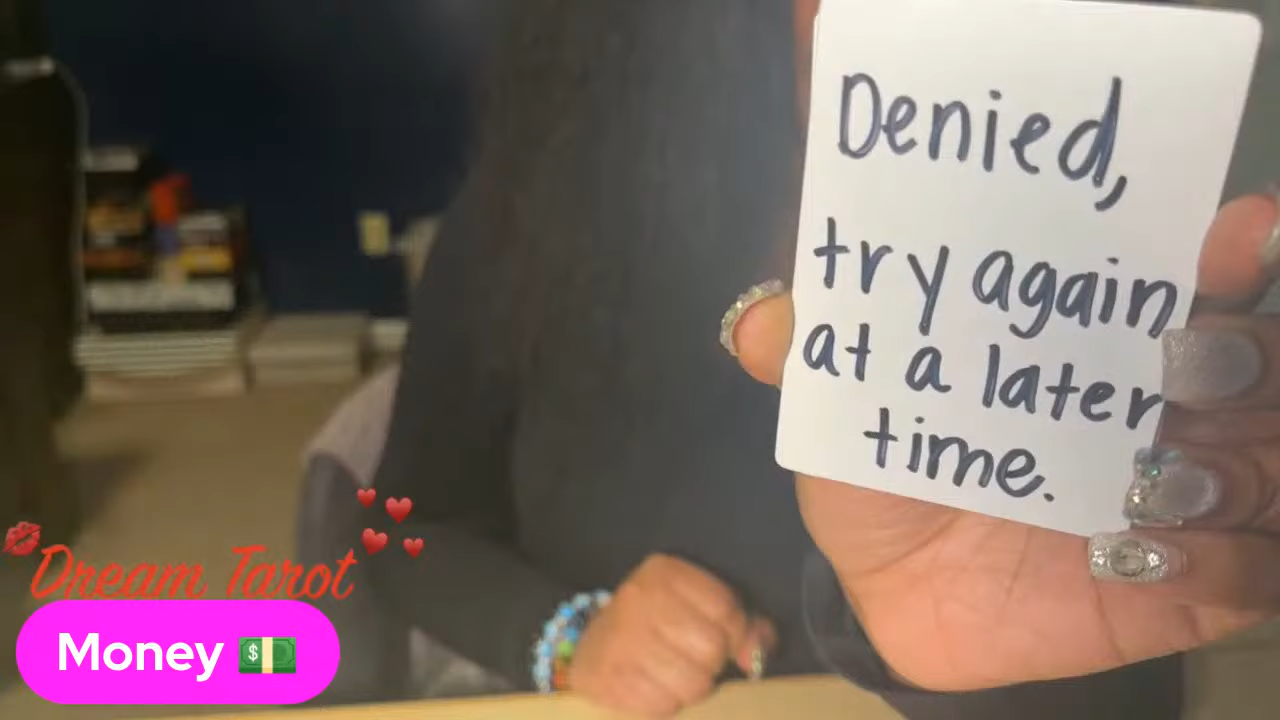 Denied,
try again
at a later
time.
Dream Tarot
Money 💵